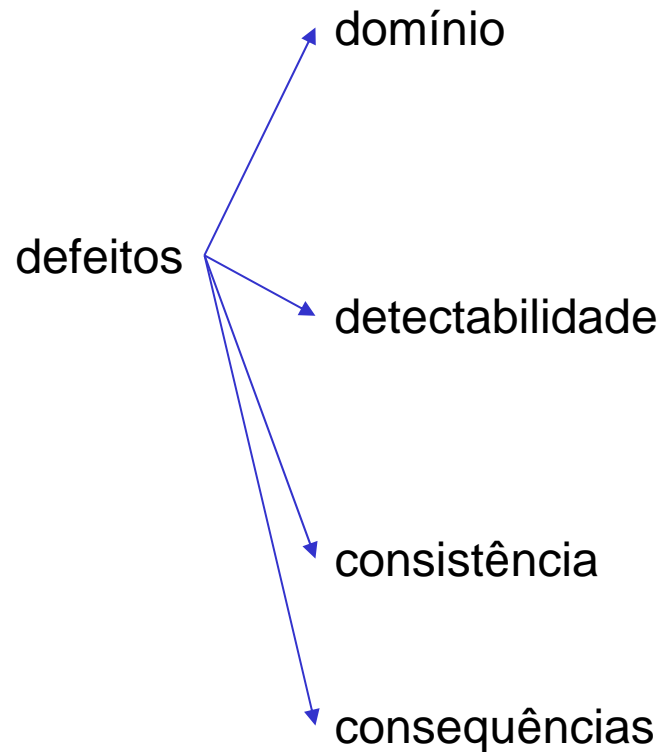 domínio
defeitos
detectabilidade
consistência
consequências